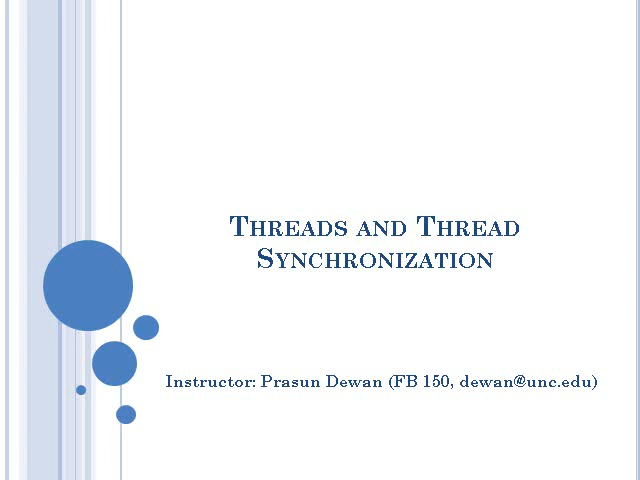 Threads and Thread
Synchronization
Instructor: Prasun Dewan (FB 150, dewan@unc.edu)